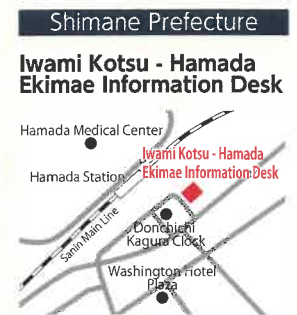 Shimane Prefecture
Iwami Kotsu - Hamada
Ekimae Information Desk
Hamada Medical Center
Iwami Kotsu - Hamada
Ekimae Information Desk
Hamada Station
Sanin Main Line
Donchichi
Kagura Clock
Washington Hotel
Plaza